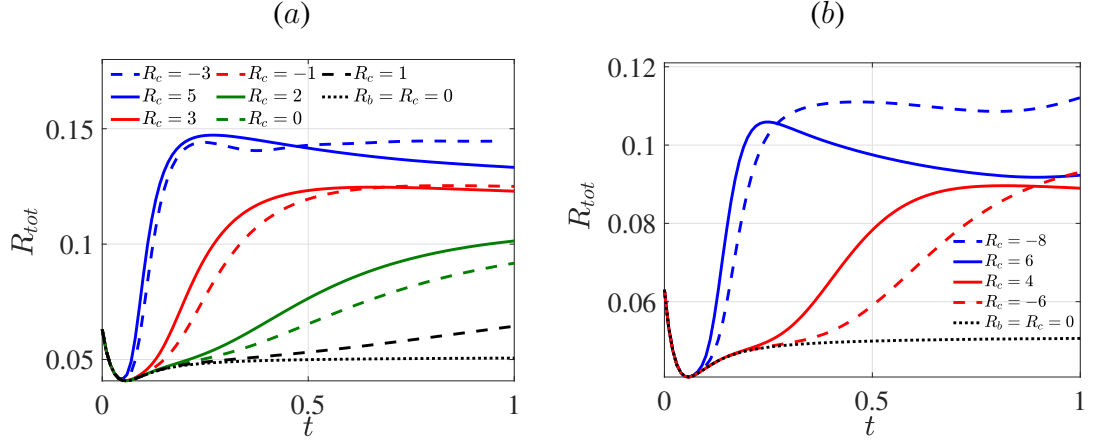 (a)
R_c = −3 R_c = −1 R_c = 1
R_c = 5 R_c = 2 R_b = R_c = 0
R_c = 3 R_c = 0
0.15
0.1
0.05
R_tot
0 0.5 1
t
(b)
0.12
0.1
0.08
0.06
R_tot
R_c = −8
R_c = 6
R_c = 4
R_c = −6
R_b = R_c = 0
0 0.5 1
t